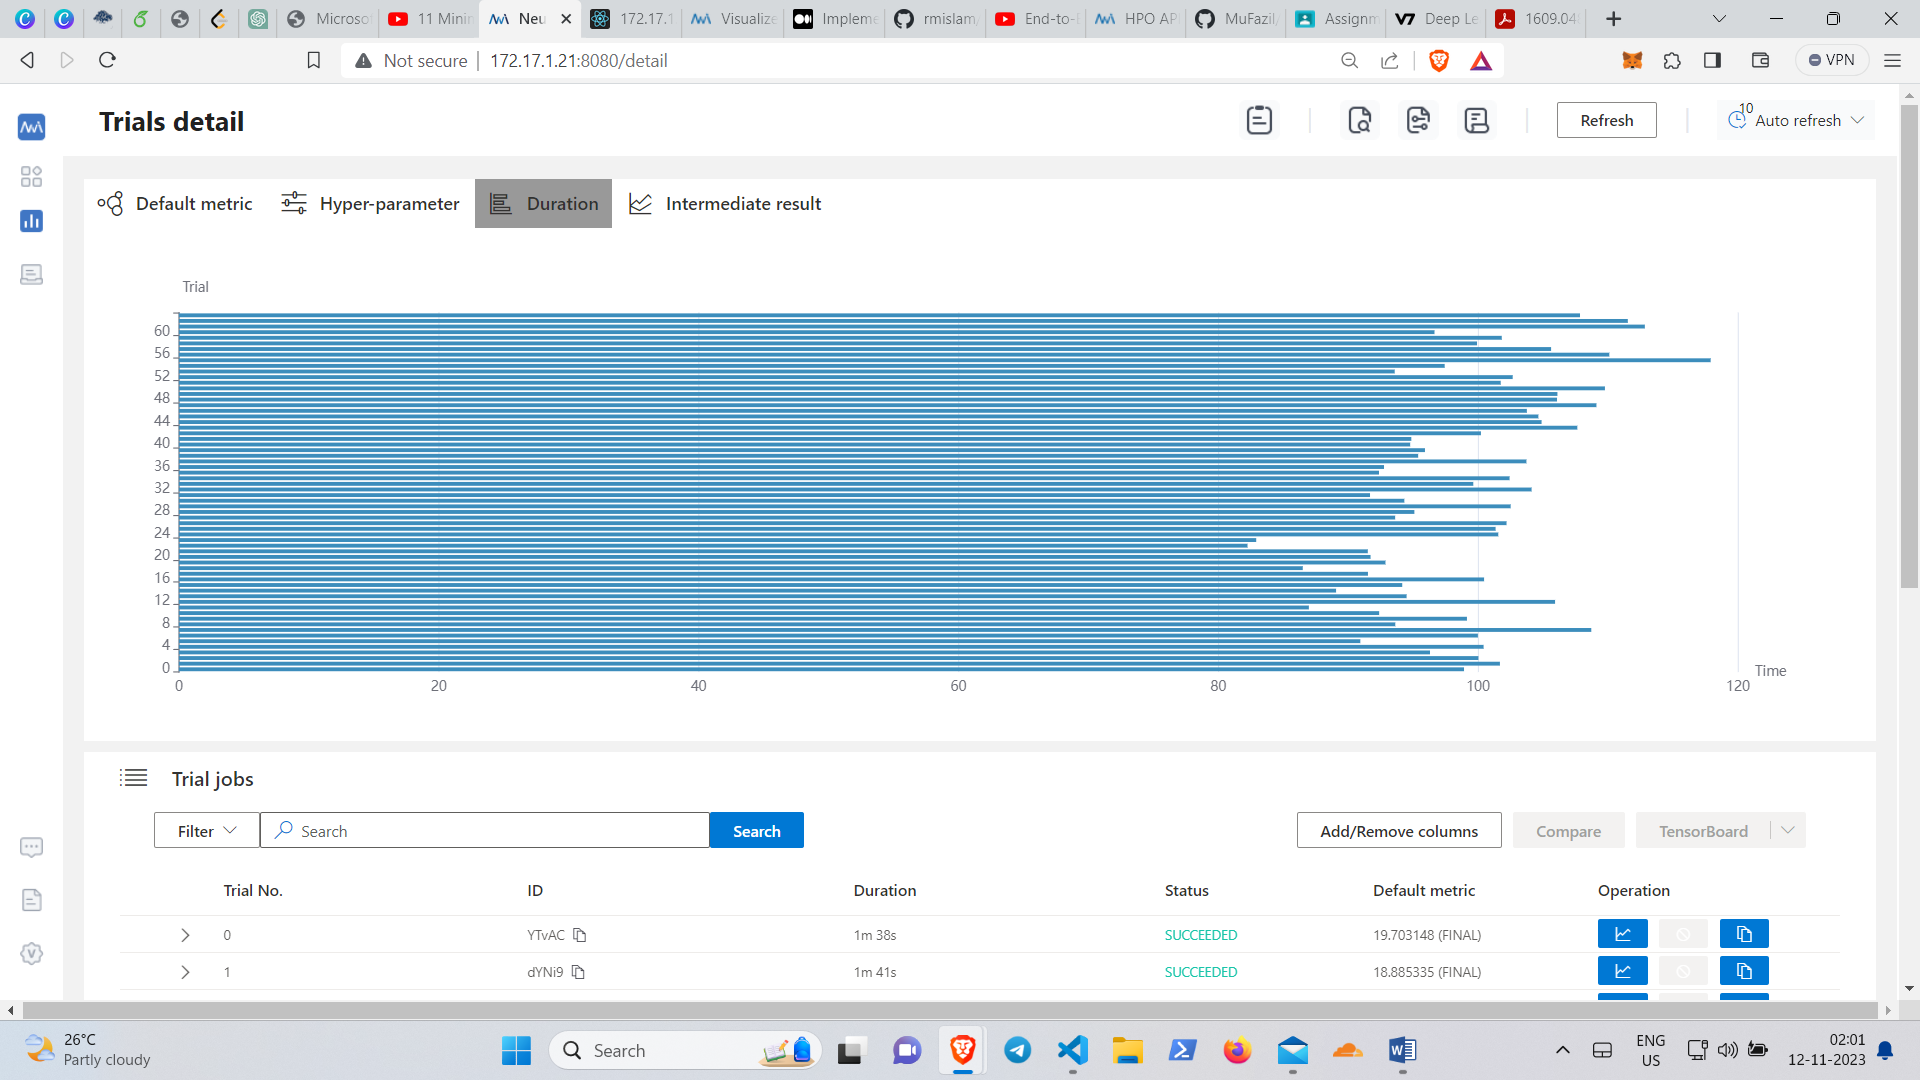 Microso
11 Minin
Neu
172.17.1
Visualize
Impleme
rmislam/
End-to-E
HPO AP
MuFazil/
Assignm
Deep Le
1609.04
Not secure
172.17.1.21:8080/detail
VPN
Trials detail
Refresh
10
Auto refresh
Default metric
Hyper-parameter
Duration
Intermediate result
Trial
60
56
52
48
44
40
36
32
28
24
20
16
12
8
4
0
0 20 40 60 80 100 120
Time
Trial jobs
Filter
Search
Search
Add/Remove columns
Compare
TensorBoard
Trial No. ID Duration Status Default metric Operation
0 YTvAC 1m 38s SUCCEEDED 19.703148 (FINAL)
1 dYNi9 1m 41s SUCCEEDED 18.885335 (FINAL)
26°C
Partly cloudy
Search
ENG
US
02:01
12-11-2023